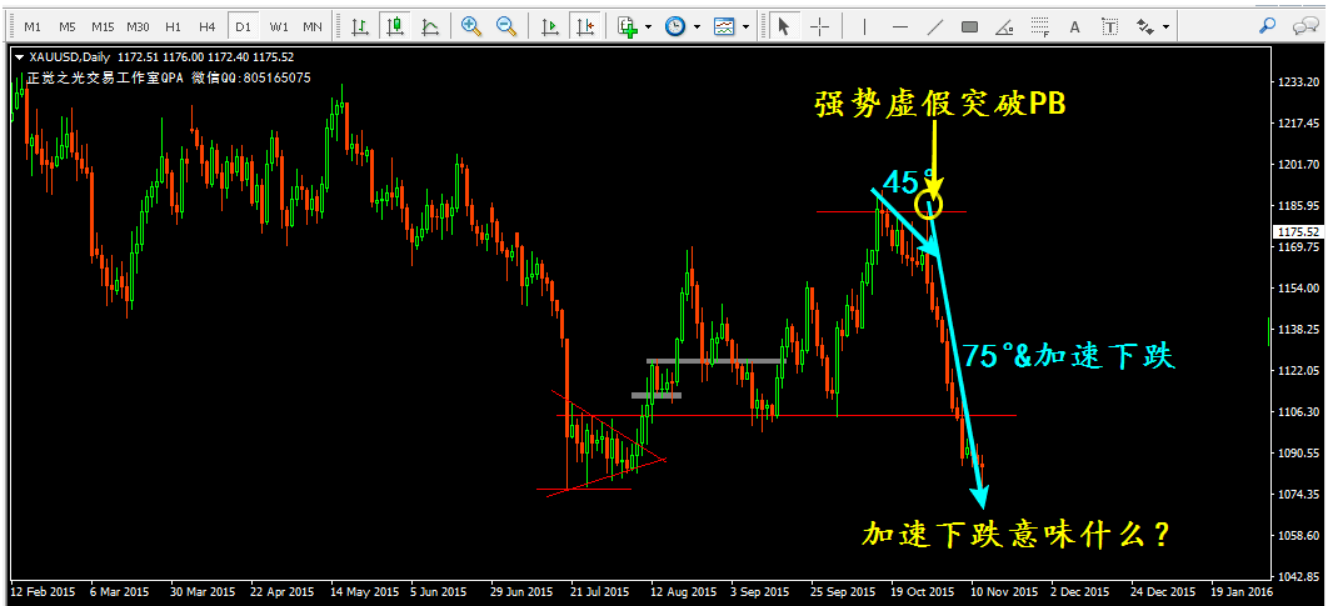 M1 M5 M15 M30 H1 H4 D1 W1 MN
XAUUSD,Daily 1172.51 1176.00 1172.40 1175.52
正觉之光交易工作室QPA 微信QQ:805165075
强势虚假突破PB
45°
75°&加速下跌
加速下跌意味什么?
1233.20
1217.45
1201.70
1185.95
1175.52
1169.75
1154.00
1138.25
1122.05
1106.30
1090.55
1074.35
1058.60
1042.85
12 Feb 2015 6 Mar 2015 30 Mar 2015 22 Apr 2015 14 May 2015 5 Jun 2015 29 Jun 2015 21 Jul 2015 12 Aug 2015 3 Sep 2015 25 Sep 2015 19 Oct 2015 10 Nov 2015 2 Dec 2015 24 Dec 2015 19 Jan 2016